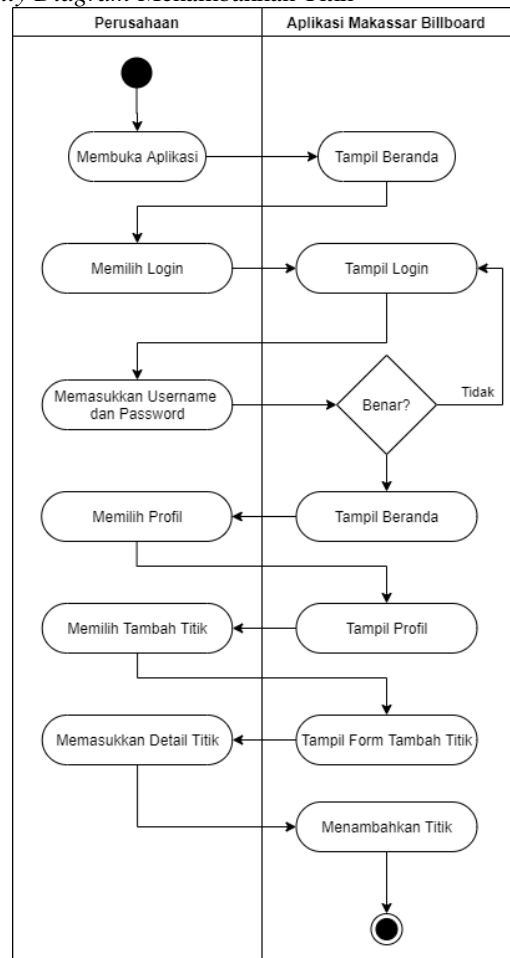 Diagram
Perusahaan
Aplikasi Makassar Billboard
Membuka Aplikasi
Tampil Beranda
Memilih Login
Tampil Login
Memasukkan Username
dan Password
Benar?
Tidak
Tampil Beranda
Memilih Profil
Tampil Profil
Memilih Tambah Titik
Tampil Form Tambah Titik
Memasukkan Detail Titik
Menambahkan Titik